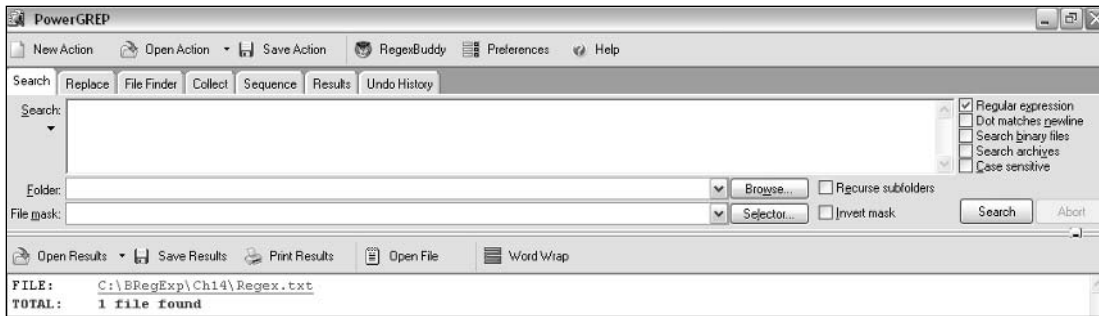 PowerGREP
New Action Open Action Save Action RegexBuddy Preferences Help
Search Replace File Finder Collect Sequence Results Undo History
Search:
Regular expression
Dot matches newline
Search binary files
Search archives
Case sensitive
Folder: Browse... Recurse subfolders
File mask: Selector... Invert mask Search Abort
Open Results Save Results Print Results Open File Word Wrap
FILE: C:\BRegExp\Ch14\Regex.txt
TOTAL: 1 file found